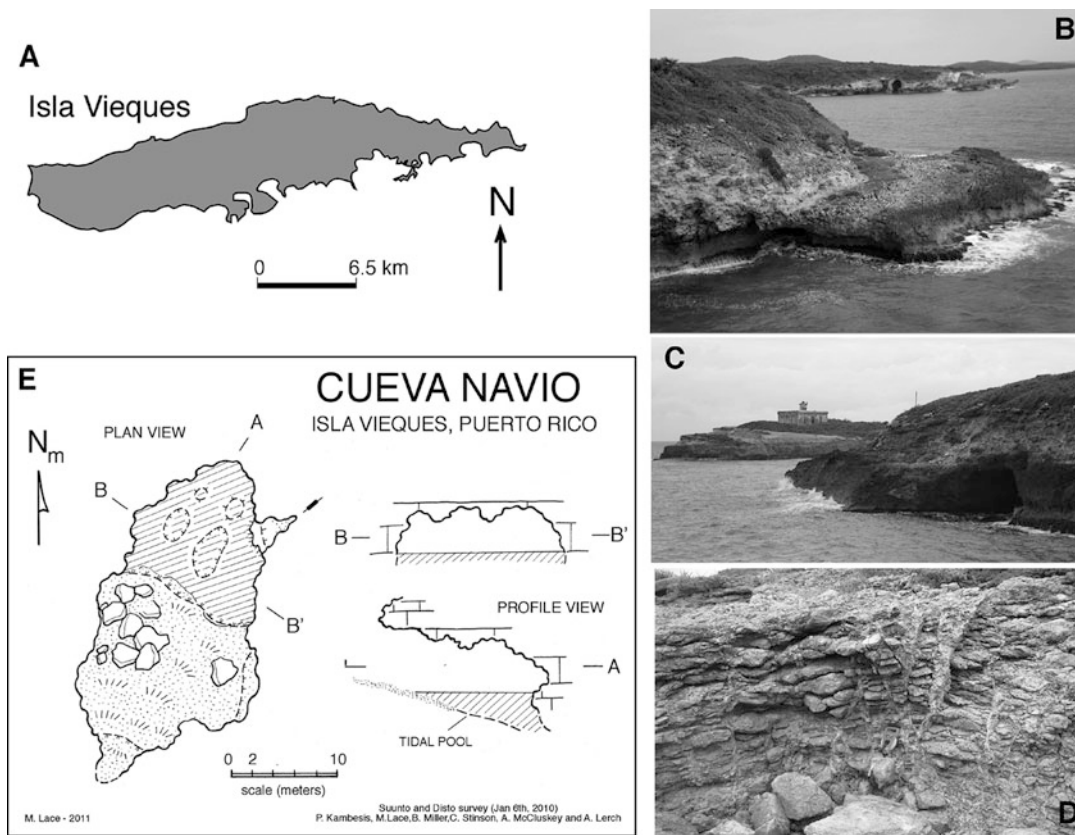 A
Isla Vieques
N
0 6.5 km
B
C
D
E
CUEVA NAVIO
ISLA VIEQUES, PUERTO RICO
PLAN VIEW
Nm
A
B
B'
B
B'
PROFILE VIEW
A
TIDAL POOL
0 2 10
scale (meters)
M. Lace - 2011
Suunto and Disto survey (Jan 6th, 2010)
P. Kambesis, M.Lace,B. Miller,C. Stinson, A. McCluskey and A. Lerch